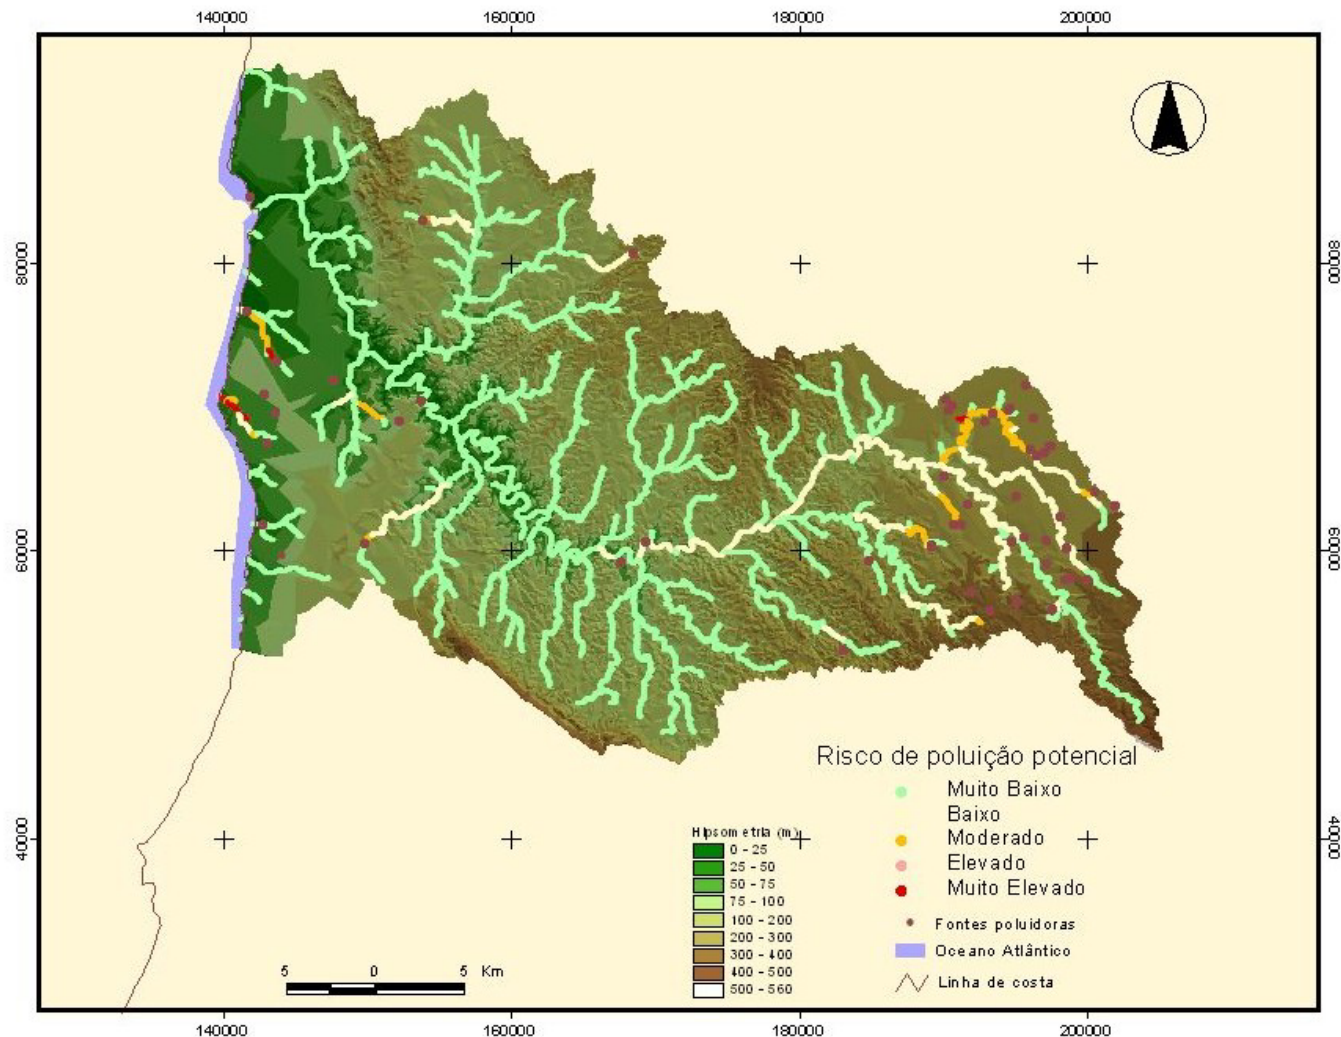 140000 160000 180000 200000
80000 80000
60000 60000
40000 40000
Risco de poluição potencial
Muito Baixo
Baixo
Moderado
Elevado
Muito Elevado
Fontes poluidoras
Oceano Atlântico
Linha de costa
Hipsometria (m)
0 - 25
25 - 50
50 - 75
75 - 100
100 - 200
200 - 300
300 - 400
400 - 500
500 - 560
5 0 5 Km
140000 160000 180000 200000